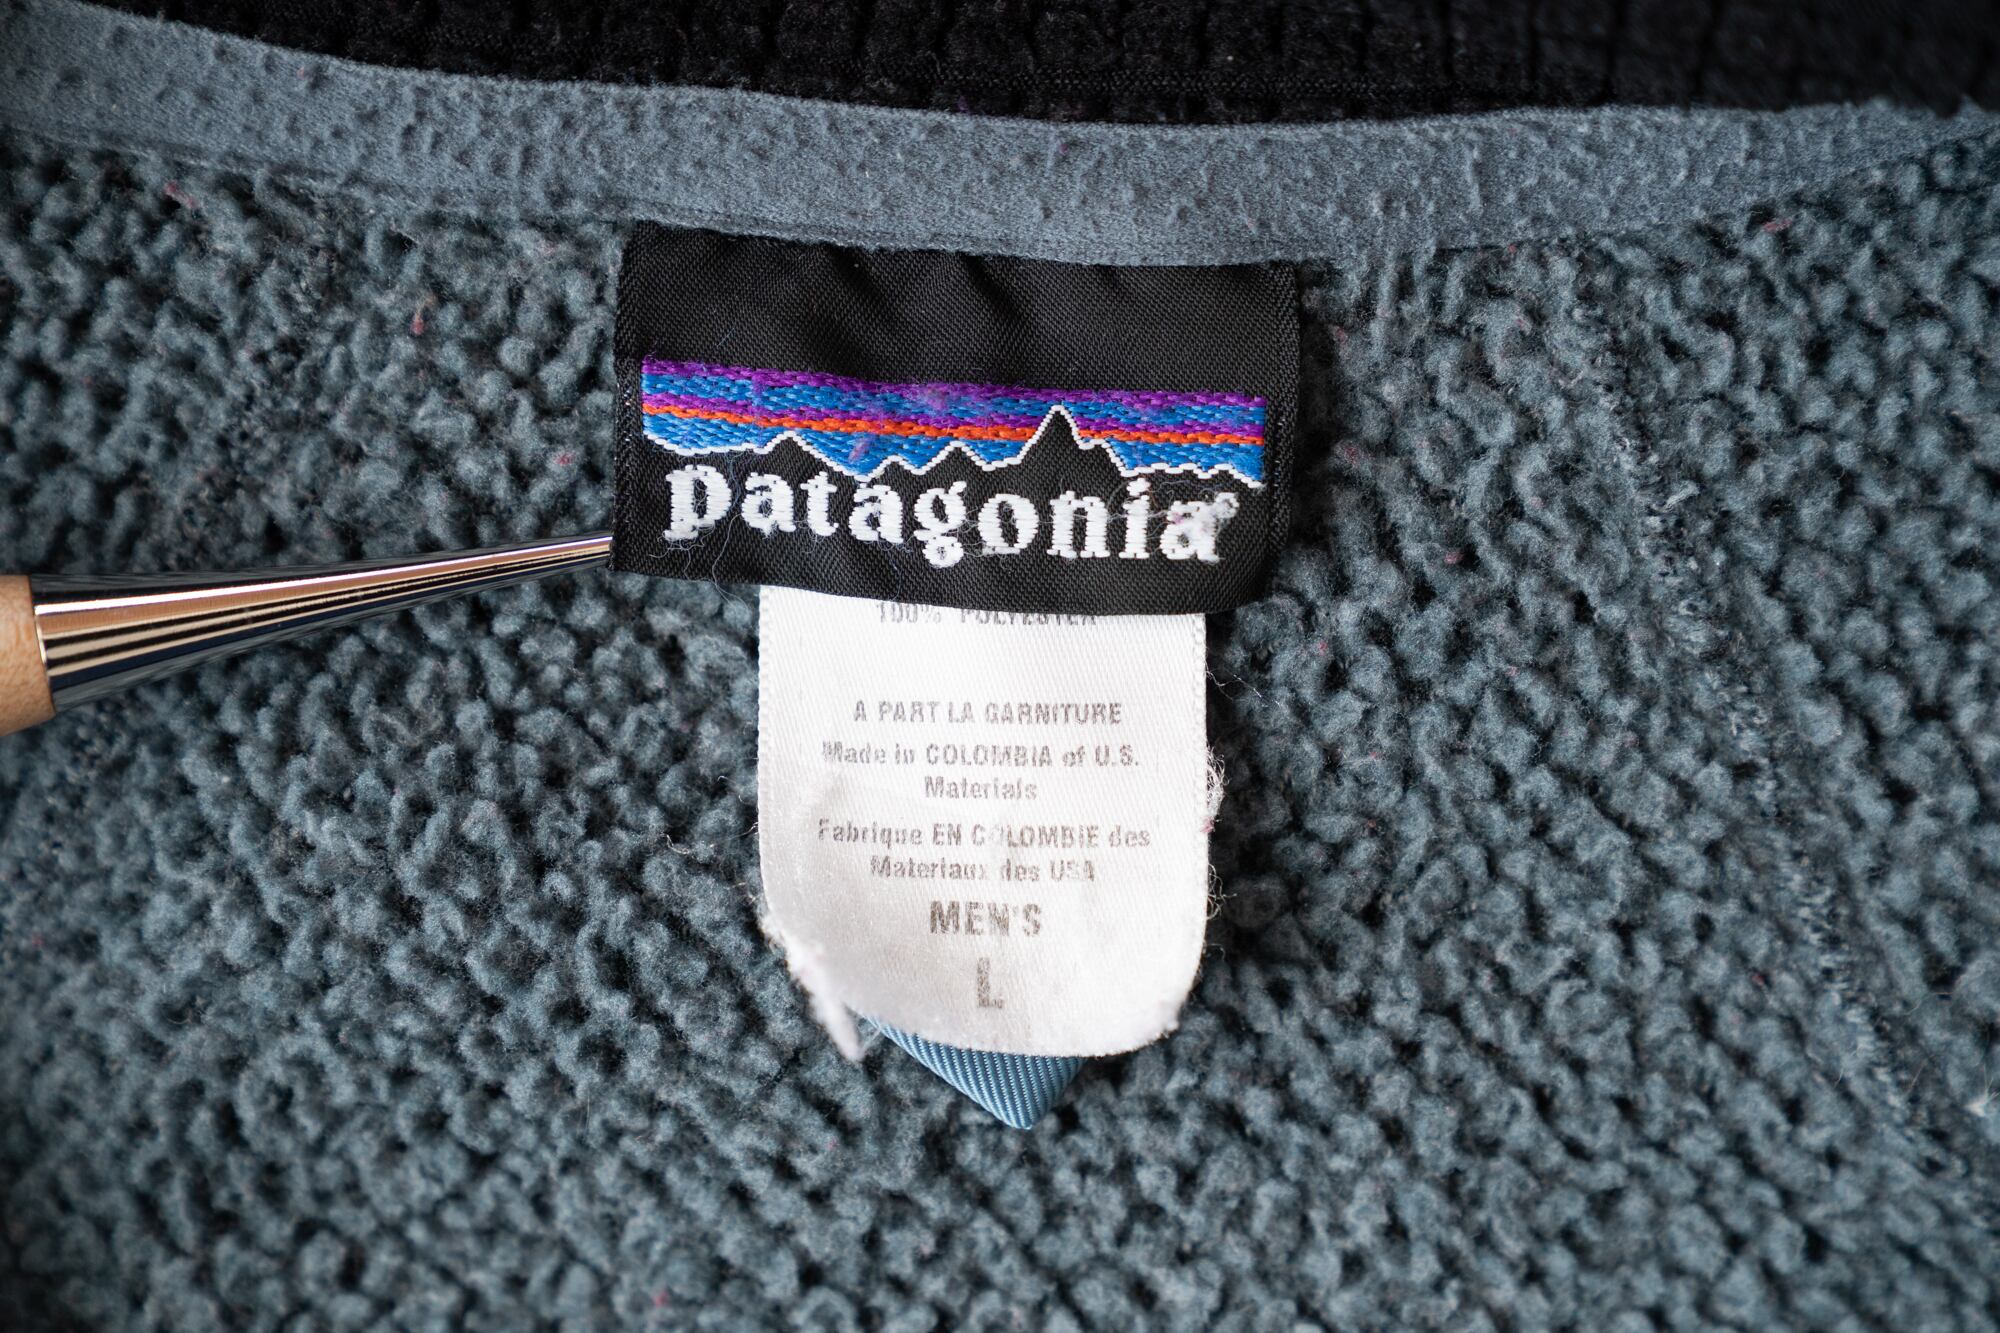 patagonia®
100% POLYESTER
A PART LA GARNITURE
Made in COLOMBIA of U.S.
Materials
Fabrique EN COLOMBIE des
Materiaux des USA
MEN'S
L